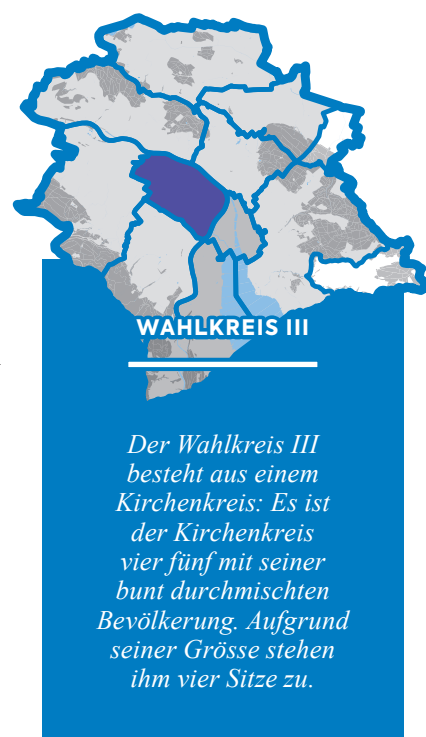 WAHLKREIS III
Der Wahlkreis III
besteht aus einem
Kirchenkreis: Es ist
der Kirchenkreis
vier fünf mit seiner
bunt durchmischten
Bevölkerung. Aufgrund
seiner Grösse stehen
ihm vier Sitze zu.